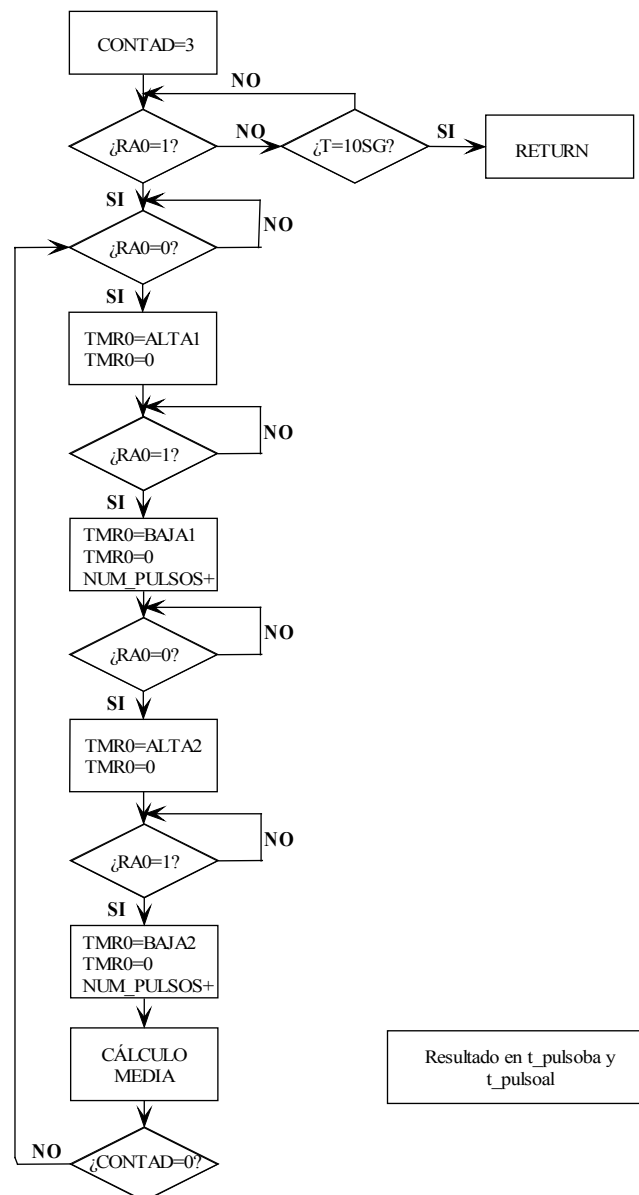 CONTAD=3
NO
¿RA0=1?
NO
¿T=10SG?
SI
RETURN
SI
NO
¿RA0=0?
SI
TMR0=ALTA1
TMR0=0
NO
¿RA0=1?
SI
TMR0=BAJA1
TMR0=0
NUM_PULSOS+
NO
¿RA0=0?
SI
TMR0=ALTA2
TMR0=0
NO
¿RA0=1?
SI
TMR0=BAJA2
TMR0=0
NUM_PULSOS+
CÁLCULO
MEDIA
Resultado en t_pulsoba y
t_pulsoal
NO
¿CONTAD=0?